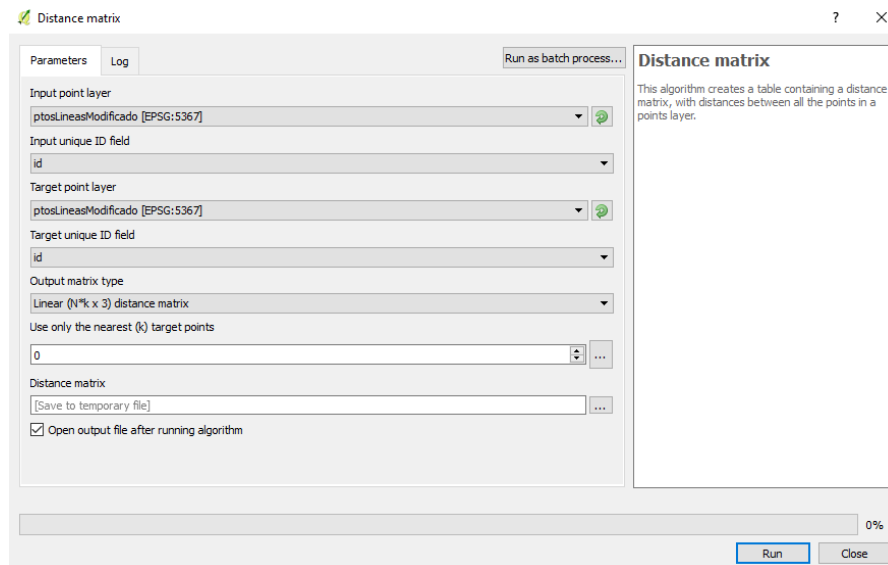 Distance matrix
?
Parameters
Log
Run as batch process...
Input point layer
ptosLineasModificado [EPSG:5367]
Input unique ID field
id
Target point layer
ptosLineasModificado [EPSG:5367]
Target unique ID field
id
Output matrix type
Linear (N*k x 3) distance matrix
Use only the nearest (k) target points
0
...
Distance matrix
[Save to temporary file]
...
Open output file after running algorithm
Distance matrix
This algorithm creates a table containing a distance
matrix, with distances between all the points in a
points layer.
0%
Run
Close